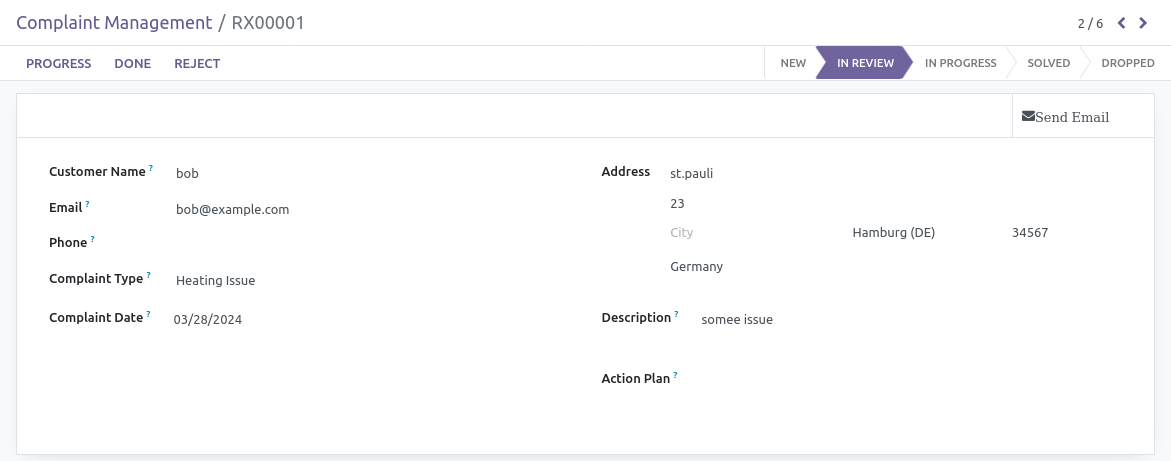 Complaint Management / RX00001
2 / 6
PROGRESS DONE REJECT
NEW IN REVIEW IN PROGRESS SOLVED DROPPED
Send Email
Customer Name ? bob
Email ? bob@example.com
Phone ?
Complaint Type ? Heating Issue
Complaint Date ? 03/28/2024
Address st.pauli
23
City Hamburg (DE) 34567
Germany
Description ? somee issue
Action Plan ?